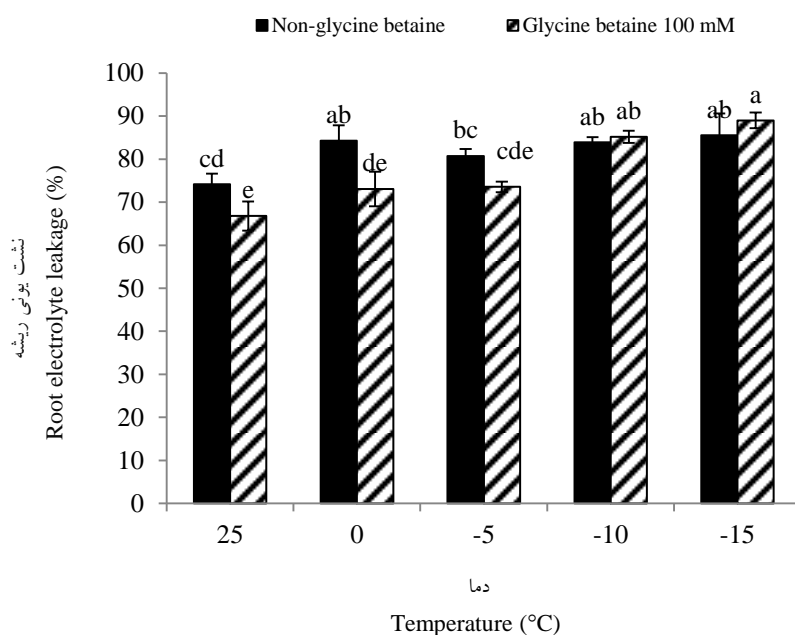 Non-glycine betaine
Glycine betaine 100 mM
100
90
80
70
60
50
40
30
20
10
0
cd
e
ab
de
bc
cde
ab
ab
ab
a
25
0
-5
-10
-15
نشت یونی ریشه
Root electrolyte leakage (%)
دما
Temperature (°C)